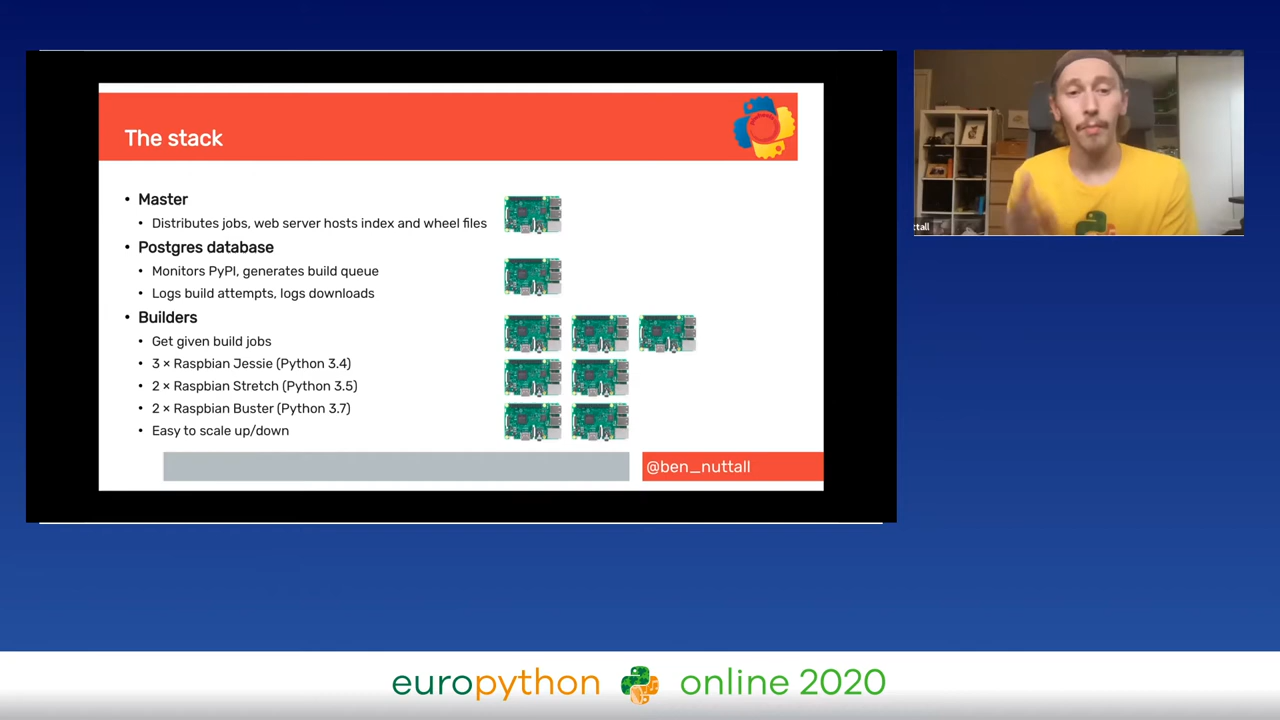 The stack
Master
Distributes jobs, web server hosts index and wheel files
Postgres database
Monitors PyPI, generates build queue
Logs build attempts, logs downloads
Builders
Get given build jobs
3 × Raspbian Jessie (Python 3.4)
2 × Raspbian Stretch (Python 3.5)
2 × Raspbian Buster (Python 3.7)
Easy to scale up/down
@ben_nuttall
ttall
europython online 2020